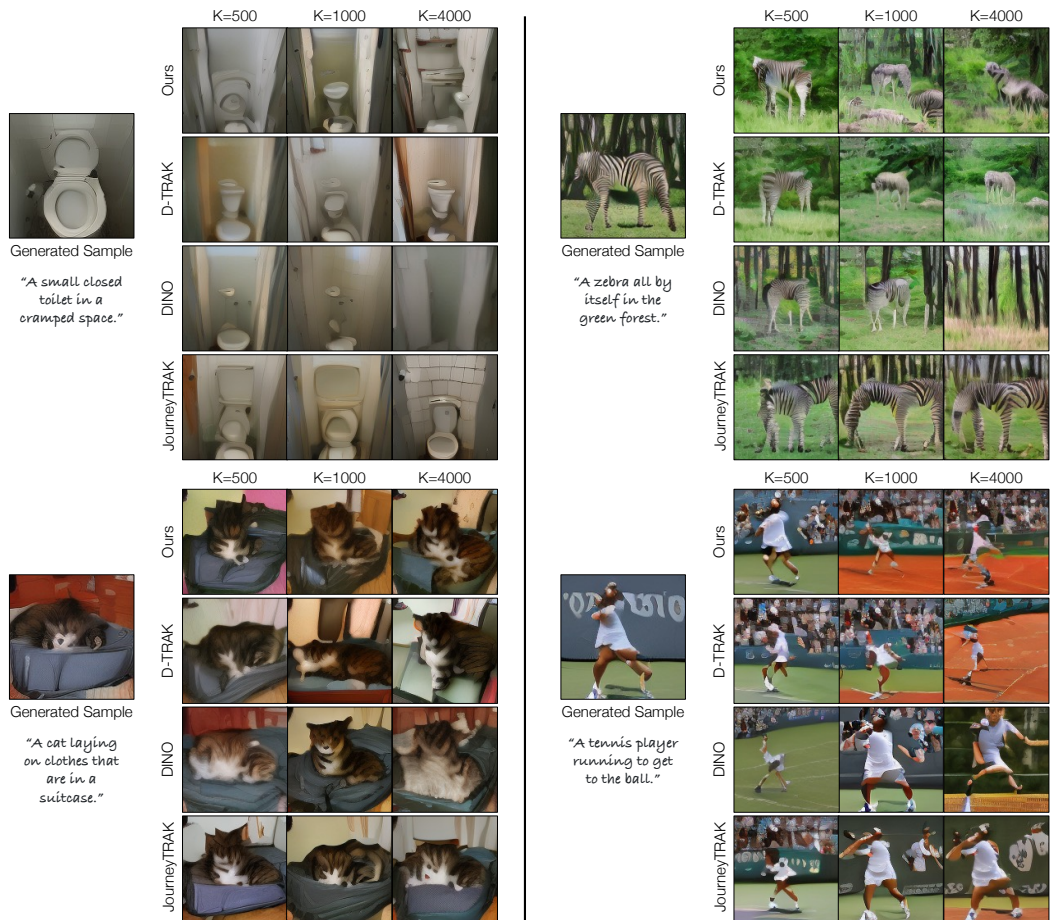 K=500 K=1000 K=4000
Ours
D-TRAK
DINO
JourneyTRAK
Generated Sample
"A small closed
toilet in a
cramped space."
K=500 K=1000 K=4000
Ours
D-TRAK
DINO
JourneyTRAK
Generated Sample
"A zebra all by
itself in the
green forest."
K=500 K=1000 K=4000
Ours
D-TRAK
DINO
JourneyTRAK
Generated Sample
"A cat laying
on clothes that
are in a
suitcase."
K=500 K=1000 K=4000
Ours
D-TRAK
DINO
JourneyTRAK
Generated Sample
"A tennis player
running to get
to the ball."